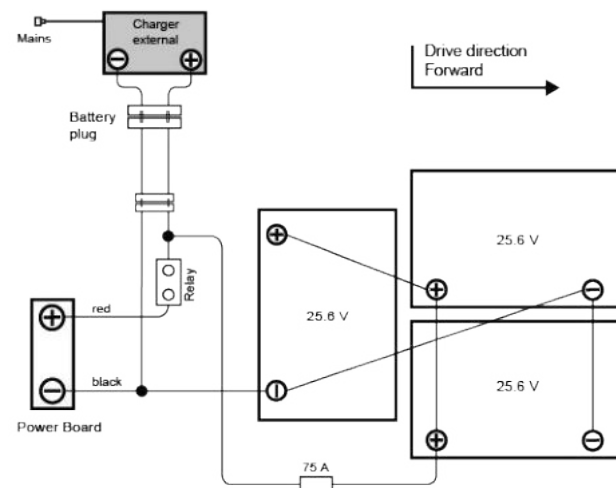 Charger
external
Mains
Drive direction
Forward
Battery
plug
25.6 V
Relay
red
25.6 V
black
25.6 V
Power Board
75 A